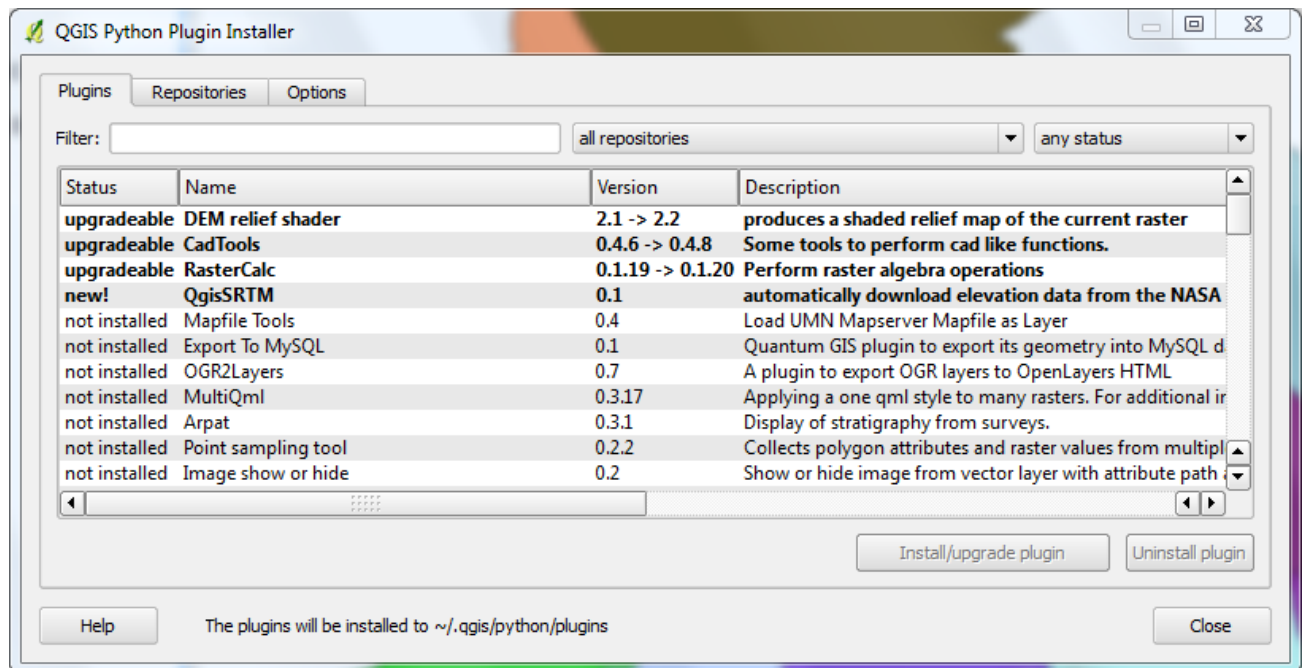 QGIS Python Plugin Installer
Plugins Repositories Options
Filter: all repositories any status
Status Name Version Description
upgradeable DEM relief shader 2.1 -> 2.2 produces a shaded relief map of the current raster
upgradeable CadTools 0.4.6 -> 0.4.8 Some tools to perform cad like functions.
upgradeable RasterCalc 0.1.19 -> 0.1.20 Perform raster algebra operations
new! QgisSRTM 0.1 automatically download elevation data from the NASA
not installed Mapfile Tools 0.4 Load UMN Mapserver Mapfile as Layer
not installed Export To MySQL 0.1 Quantum GIS plugin to export its geometry into MySQL
not installed OGR2Layers 0.7 A plugin to export OGR layers to OpenLayers HTML
not installed MultiQml 0.3.17 Applying a one qml style to many rasters. For additional
not installed Arpat 0.3.1 Display of stratigraphy from surveys.
not installed Point sampling tool 0.2.2 Collects polygon attributes and raster values from
not installed Image show or hide 0.2 Show or hide image from vector layer with attribute path
Install/upgrade plugin Uninstall plugin
Help The plugins will be installed to ~/.qgis/python/plugins Close